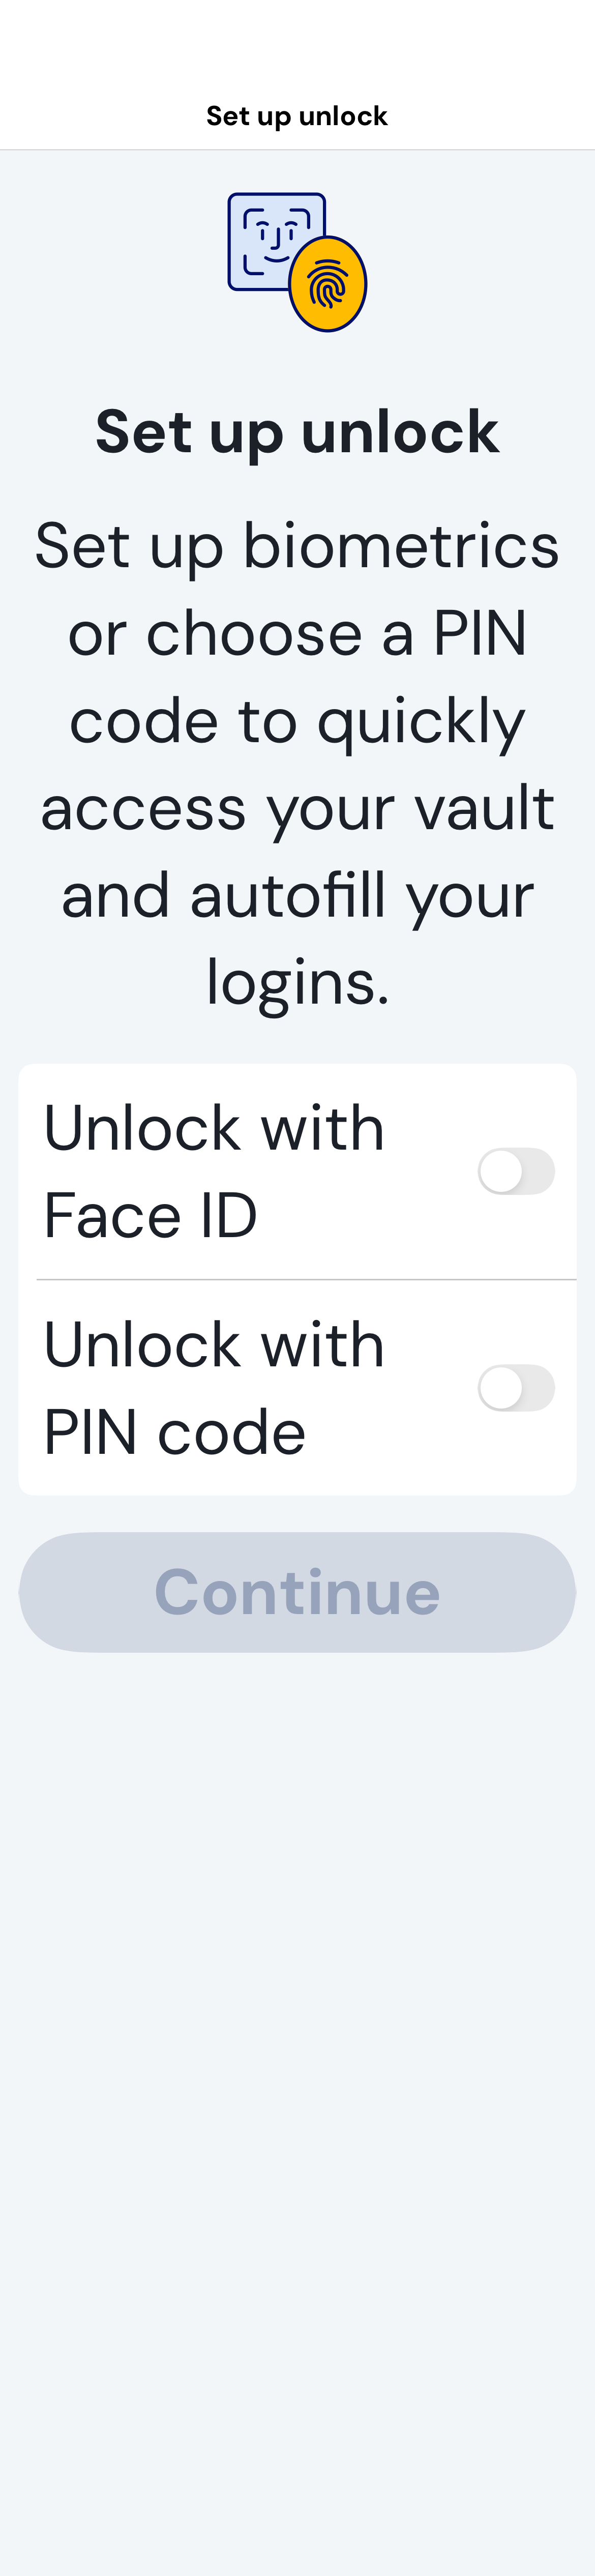 Set up unlock
Set up unlock
Set up biometrics
or choose a PIN
code to quickly
access your vault
and autofill your
logins.
Unlock with
Face ID
Unlock with
PIN code
Continue